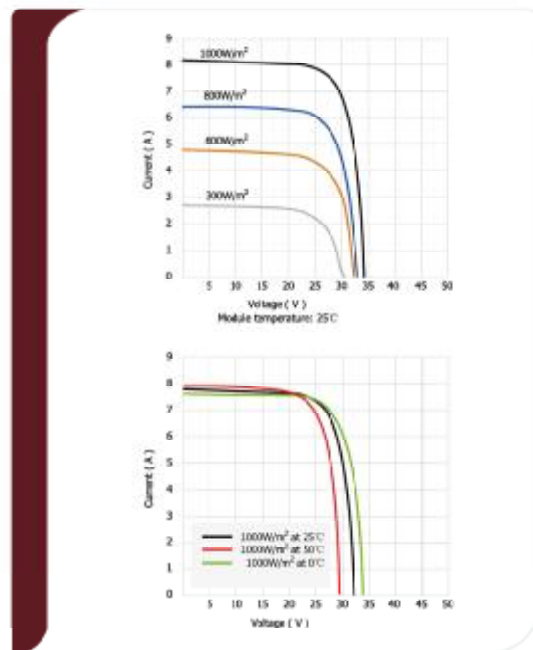 9
8
7
6
5
4
3
2
1
0
Current ( A )
1000W/m²
800W/m²
400W/m²
200W/m²
5 10 15 20 25 30 35 40 45 50
Voltage ( V )
Module temperature: 25℃
9
8
7
6
5
4
3
2
1
0
Current ( A )
1000W/m² at 25℃
1000W/m² at 50℃
1000W/m² at 0℃
5 10 15 20 25 30 35 40 45 50
Voltage ( V )